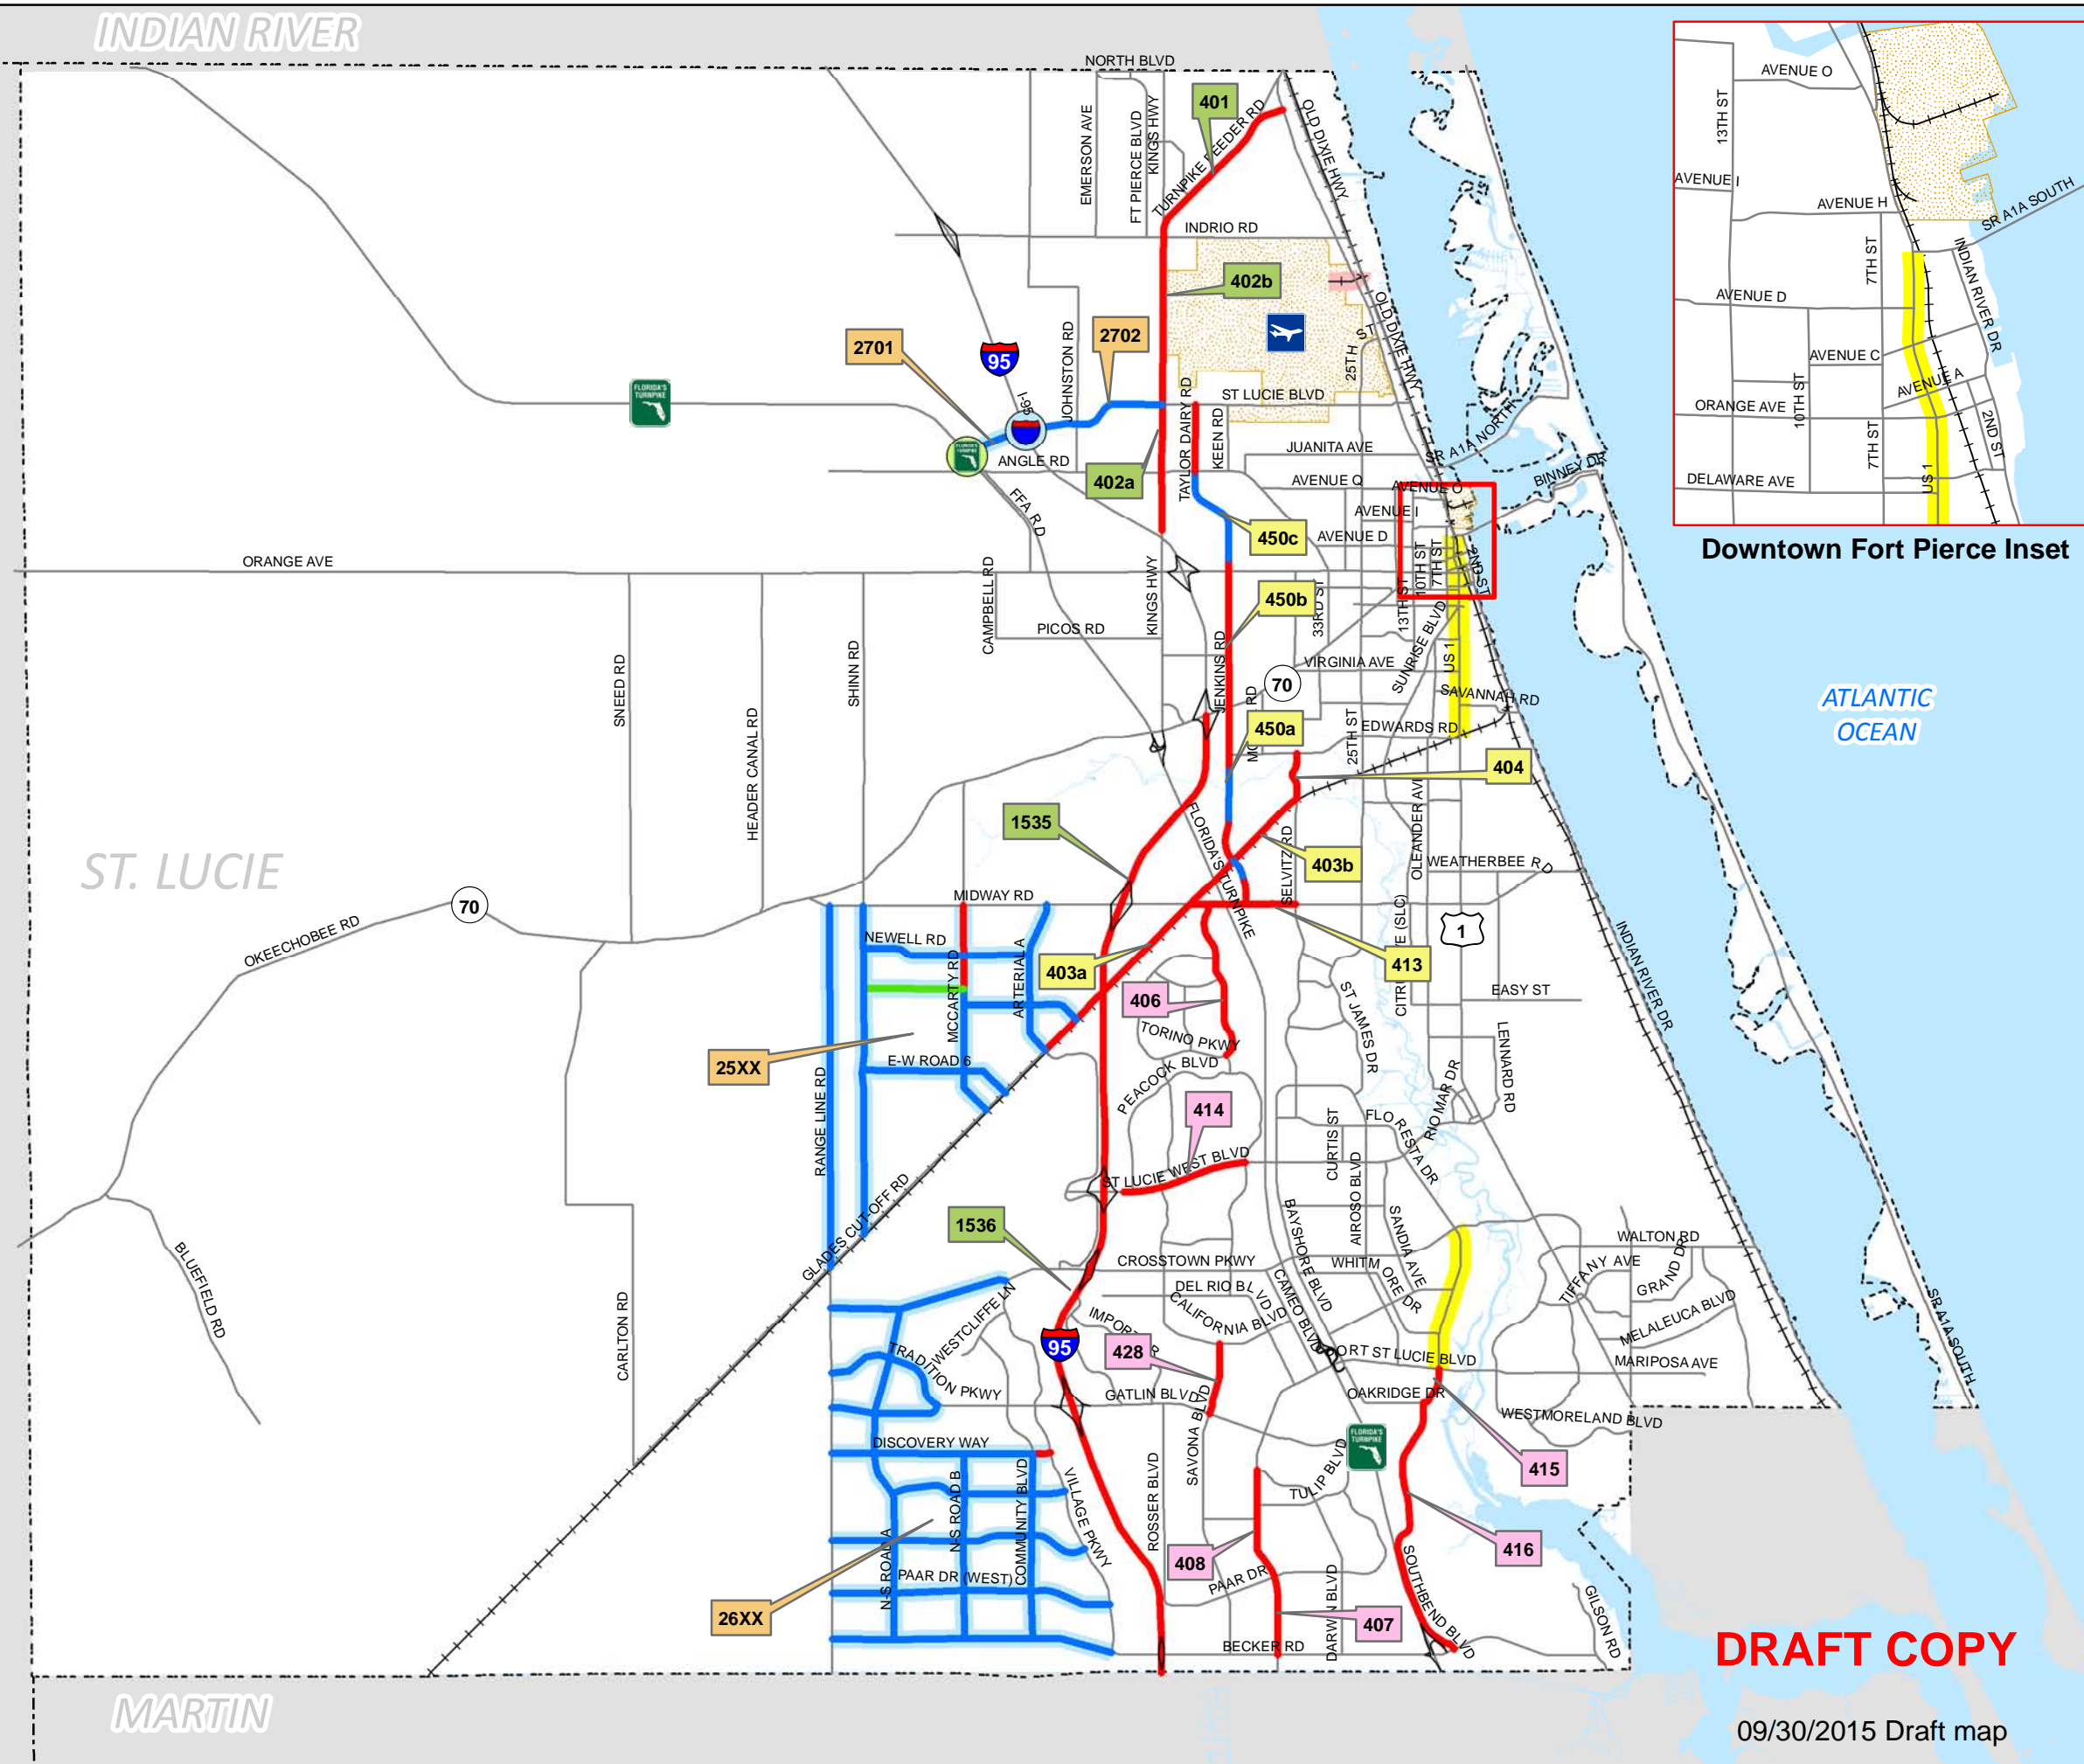 INDIAN RIVER
NORTH BLVD
EMERSON AVE
FT PIERCE BLVD
KINGS HWY
401
TURNPIKE FEEDER RD
OLD DIXIE HWY
INDRIO RD
402b
2701
95
2702
JOHNSTON RD
I-95
FLORIDA'S
TURNPIKE
25TH ST
OLD DIXIE HWY
ST LUCIE BLVD
TAYLOR DAIRY RD
KEEN RD
ANGLE RD
402a
FFA RD
JUANITA AVE
SR A1A NORTH
AVENUE Q
AVENUE O
BINNEY DR
AVENUE I
450c
AVENUE D
10TH ST
7TH ST
2ND ST
ORANGE AVE
CAMPBELL RD
PICOS RD
KINGS HWY
450b
33RD ST
13TH ST
SUNRISE BLVD
JENKINS RD
VIRGINIA AVE
US 1
70
SAVANNAH RD
SNEED RD
HEADER CANAL RD
SHINN RD
450a
25TH ST
EDWARDS RD
404
1535
FLORIDA'S TURNPIKE
SELVITZ RD
403b
OLEANDER AVE
WEATHERBEE RD
ST. LUCIE
70
OKEECHOBEE RD
MIDWAY RD
NEWELL RD
MCCARTY RD
ARTERIAL A
403a
413
1
INDIAN RIVER DR
406
EASY ST
ST JAMES DR
LENNARD RD
TORINO PKWY
25XX
E-W ROAD 6
PEACOCK BLVD
RIO MAR DR
414
RANGE LINE RD
CURTIS ST
FLORESTA DR
ST LUCIE WEST BLVD
GLADES CUT-OFF RD
1536
AIROSO BLVD
SANDIA AVE
BAYSHORE BLVD
WALTON RD
BLUEFIELD RD
CARLTON RD
CROSSTOWN PKWY
WHITMORE DR
TIFFANY AVE
GRAND DR
DEL RIO BLVD
CAMEO BLVD
CALIFORNIA BLVD
WESTCLIFFE LN
MELALEUCA BLVD
95
428
PORT ST LUCIE BLVD
MARIPOSA AVE
TRADITION PKWY
GATLIN BLVD
OAKRIDGE DR
WESTMORELAND BLVD
SR A1A SOUTH
DISCOVERY WAY
FLORIDA'S
TURNPIKE
415
SAVONA BLVD
ROSSER BLVD
TULIP BLVD
N-S ROAD B
COMMUNITY BLVD
VILLAGE PKWY
N-S ROAD A
416
408
PAAR DR
PAAR DR (WEST)
SOUTHBEND BLVD
GILSON RD
26XX
407
DARWIN BLVD
BECKER RD
MARTIN
ATLANTIC
OCEAN
AVENUE O
13TH ST
AVENUE I
AVENUE H
SR A1A SOUTH
7TH ST
INDIAN RIVER DR
AVENUE D
AVENUE C
AVENUE A
10TH ST
ORANGE AVE
2ND ST
7TH ST
DELAWARE AVE
US 1
Downtown Fort Pierce Inset
DRAFT COPY
09/30/2015 Draft map